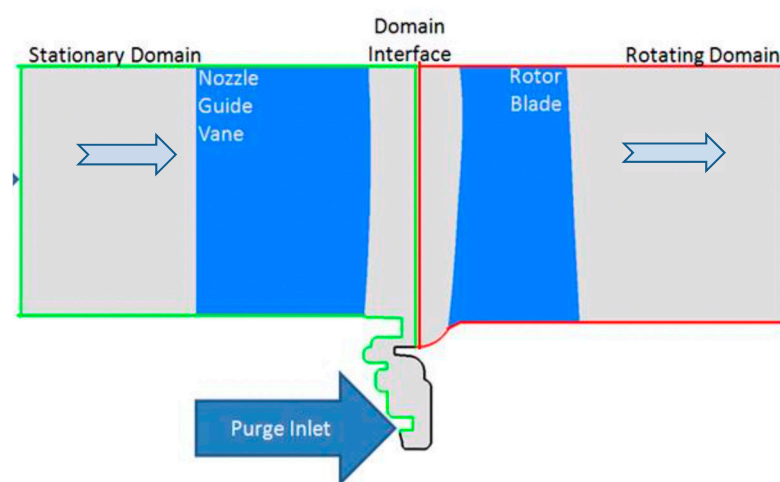 Domain
Interface
Stationary Domain
Rotating Domain
Nozzle
Guide
Vane
Rotor
Blade
Purge Inlet